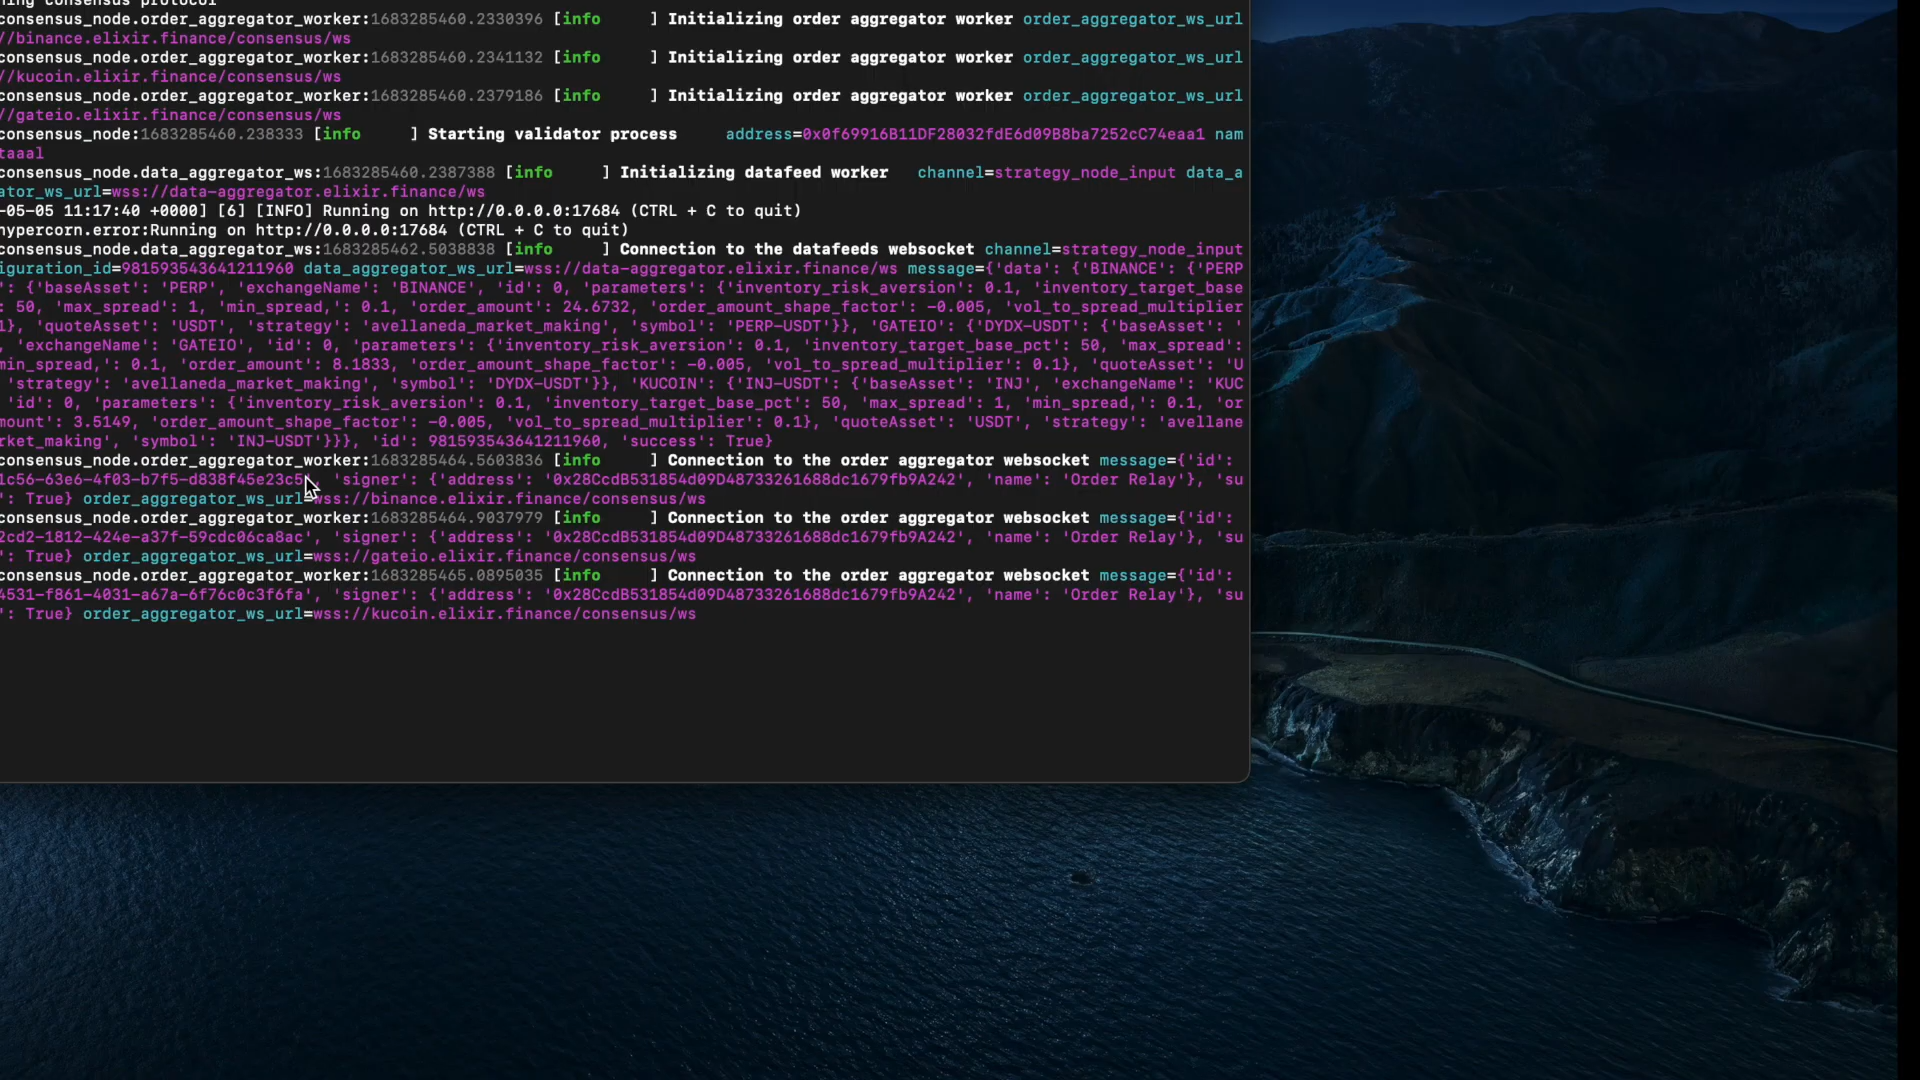 consensus protocol
consensus_node.order_aggregator_worker:1683285460.2330396 [info     ] Initializing order aggregator worker order_aggregator_ws_url
//binance.elixir.finance/consensus/ws
consensus_node.order_aggregator_worker:1683285460.2341132 [info     ] Initializing order aggregator worker order_aggregator_ws_url
//kucoin.elixir.finance/consensus/ws
consensus_node.order_aggregator_worker:1683285460.2379186 [info     ] Initializing order aggregator worker order_aggregator_ws_url
//gateio.elixir.finance/consensus/ws
consensus_node:1683285460.238333 [info     ] Starting validator process     address=0x0f69916B11DF28032fdE6d09B8ba7252cC74eaa1 nam
taaal
consensus_node.data_aggregator_ws:1683285460.2387388 [info     ] Initializing datafeed worker   channel=strategy_node_input data_a
ator_ws_url=wss://data-aggregator.elixir.finance/ws
-05-05 11:17:40 +0000] [6] [INFO] Running on http://0.0.0.0:17684 (CTRL + C to quit)
hypercorn.error:Running on http://0.0.0.0:17684 (CTRL + C to quit)
consensus_node.data_aggregator_ws:1683285462.5038838 [info     ] Connection to the datafeeds websocket channel=strategy_node_input
iguration_id=981593543641211960 data_aggregator_ws_url=wss://data-aggregator.elixir.finance/ws message={'data': {'BINANCE': {'PERP
': {'baseAsset': 'PERP', 'exchangeName': 'BINANCE', 'id': 0, 'parameters': {'inventory_risk_aversion': 0.1, 'inventory_target_base
: 50, 'max_spread': 1, 'min_spread,': 0.1, 'order_amount': 24.6732, 'order_amount_shape_factor': -0.005, 'vol_to_spread_multiplier
1}, 'quoteAsset': 'USDT', 'strategy': 'avellaneda_market_making', 'symbol': 'PERP-USDT'}}, 'GATEIO': {'DYDX-USDT': {'baseAsset': '
, 'exchangeName': 'GATEIO', 'id': 0, 'parameters': {'inventory_risk_aversion': 0.1, 'inventory_target_base_pct': 50, 'max_spread':
min_spread,': 0.1, 'order_amount': 8.1833, 'order_amount_shape_factor': -0.005, 'vol_to_spread_multiplier': 0.1}, 'quoteAsset': 'U
 'strategy': 'avellaneda_market_making', 'symbol': 'DYDX-USDT'}}, 'KUCOIN': {'INJ-USDT': {'baseAsset': 'INJ', 'exchangeName': 'KUC
 'id': 0, 'parameters': {'inventory_risk_aversion': 0.1, 'inventory_target_base_pct': 50, 'max_spread': 1, 'min_spread,': 0.1, 'or
mount': 3.5149, 'order_amount_shape_factor': -0.005, 'vol_to_spread_multiplier': 0.1}, 'quoteAsset': 'USDT', 'strategy': 'avellane
rket_making', 'symbol': 'INJ-USDT'}}}, 'id': 981593543641211960, 'success': True}
consensus_node.order_aggregator_worker:1683285464.5603836 [info     ] Connection to the order aggregator websocket message={'id':
1c56-63e6-4f03-b7f5-d838f45e23c5 'signer': {'address': '0x28CcdB531854d09D48733261688dc1679fb9A242', 'name': 'Order Relay'}, 'su
': True} order_aggregator_ws_url=wss://binance.elixir.finance/consensus/ws
consensus_node.order_aggregator_worker:1683285464.9037979 [info     ] Connection to the order aggregator websocket message={'id':
2cd2-1812-424e-a37f-59cdc06ca8ac', 'signer': {'address': '0x28CcdB531854d09D48733261688dc1679fb9A242', 'name': 'Order Relay'}, 'su
': True} order_aggregator_ws_url=wss://gateio.elixir.finance/consensus/ws
consensus_node.order_aggregator_worker:1683285465.0895035 [info     ] Connection to the order aggregator websocket message={'id':
4531-f861-4031-a67a-6f76c0c3f6fa', 'signer': {'address': '0x28CcdB531854d09D48733261688dc1679fb9A242', 'name': 'Order Relay'}, 'su
': True} order_aggregator_ws_url=wss://kucoin.elixir.finance/consensus/ws